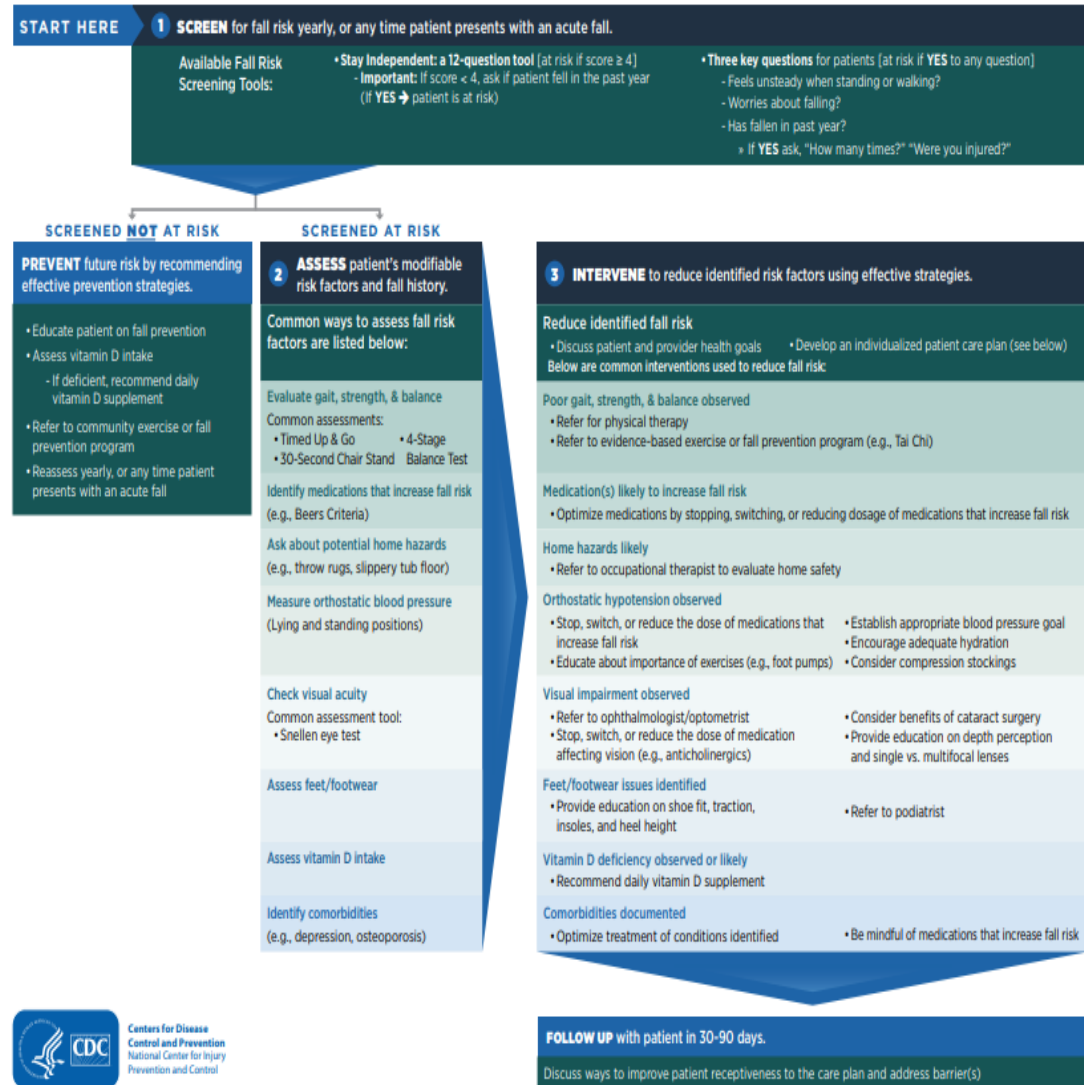 START HERE
1 SCREEN for fall risk yearly, or any time patient presents with an acute fall.
Available Fall Risk
Screening Tools:
• Stay Independent: a 12-question tool [at risk if score ≥ 4]
- Important: If score < 4, ask if patient fell in the past year
(If YES → patient is at risk)
• Three key questions for patients [at risk if YES to any question]
- Feels unsteady when standing or walking?
- Worries about falling?
- Has fallen in past year?
» If YES ask, “How many times?” “Were you injured?”
SCREENED NOT AT RISK
PREVENT future risk by recommending
effective prevention strategies.
• Educate patient on fall prevention
• Assess vitamin D intake
- If deficient, recommend daily
vitamin D supplement
• Refer to community exercise or fall
prevention program
• Reassess yearly, or any time patient
presents with an acute fall
SCREENED AT RISK
2 ASSESS patient’s modifiable
risk factors and fall history.
Common ways to assess fall risk
factors are listed below:
Evaluate gait, strength, & balance
Common assessments:
• Timed Up & Go • 4-Stage
• 30-Second Chair Stand Balance Test
Identify medications that increase fall risk
(e.g., Beers Criteria)
Ask about potential home hazards
(e.g., throw rugs, slippery tub floor)
Measure orthostatic blood pressure
(Lying and standing positions)
Check visual acuity
Common assessment tool:
• Snellen eye test
Assess feet/footwear
Assess vitamin D intake
Identify comorbidities
(e.g., depression, osteoporosis)
3 INTERVENE to reduce identified risk factors using effective strategies.
Reduce identified fall risk
• Discuss patient and provider health goals • Develop an individualized patient care plan (see below)
Below are common interventions used to reduce fall risk:
Poor gait, strength, & balance observed
• Refer for physical therapy
• Refer to evidence-based exercise or fall prevention program (e.g., Tai Chi)
Medication(s) likely to increase fall risk
• Optimize medications by stopping, switching, or reducing dosage of medications that increase fall risk
Home hazards likely
• Refer to occupational therapist to evaluate home safety
Orthostatic hypotension observed
• Stop, switch, or reduce the dose of medications that
increase fall risk
• Educate about importance of exercises (e.g., foot pumps)
• Establish appropriate blood pressure goal
• Encourage adequate hydration
• Consider compression stockings
Visual impairment observed
• Refer to ophthalmologist/optometrist
• Stop, switch, or reduce the dose of medication
affecting vision (e.g., anticholinergics)
• Consider benefits of cataract surgery
• Provide education on depth perception
and single vs. multifocal lenses
Feet/footwear issues identified
• Provide education on shoe fit, traction,
insoles, and heel height
• Refer to podiatrist
Vitamin D deficiency observed or likely
• Recommend daily vitamin D supplement
Comorbidities documented
• Optimize treatment of conditions identified
• Be mindful of medications that increase fall risk
FOLLOW UP with patient in 30-90 days.
Discuss ways to improve patient receptiveness to the care plan and address barrier(s)
CDC
Centers for Disease
Control and Prevention
National Center for Injury
Prevention and Control